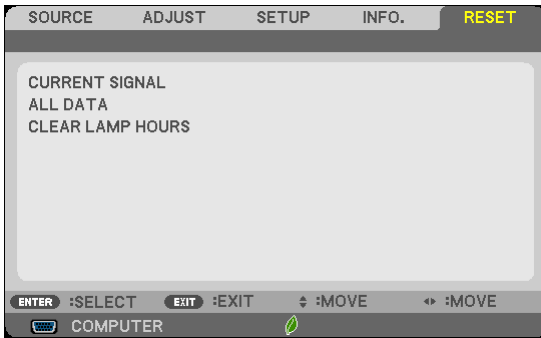 SOURCE ADJUST SETUP INFO. RESET
CURRENT SIGNAL
ALL DATA
CLEAR LAMP HOURS
ENTER :SELECT EXIT :EXIT :MOVE :MOVE
COMPUTER